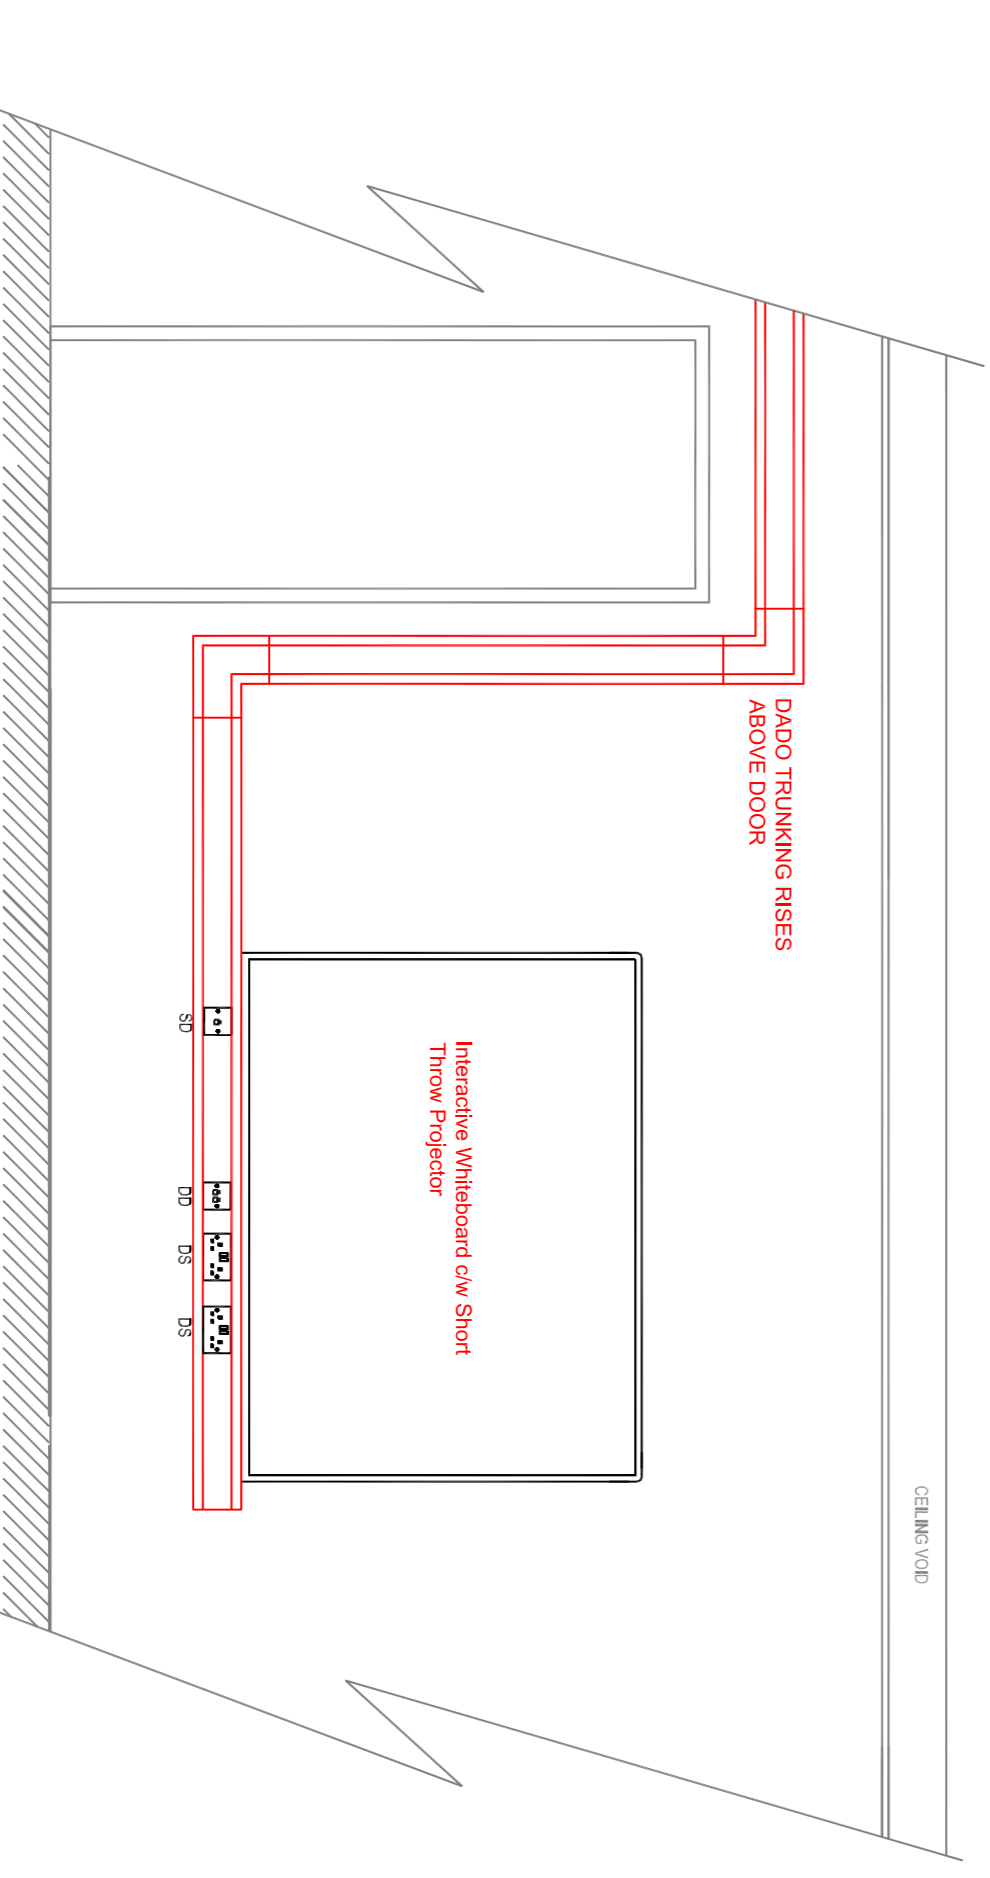 CEILING VOID
DADO TRUNKING RISES
ABOVE DOOR
Interactive Whiteboard c/w Short
Throw Projector
SD
DD
DS
DS